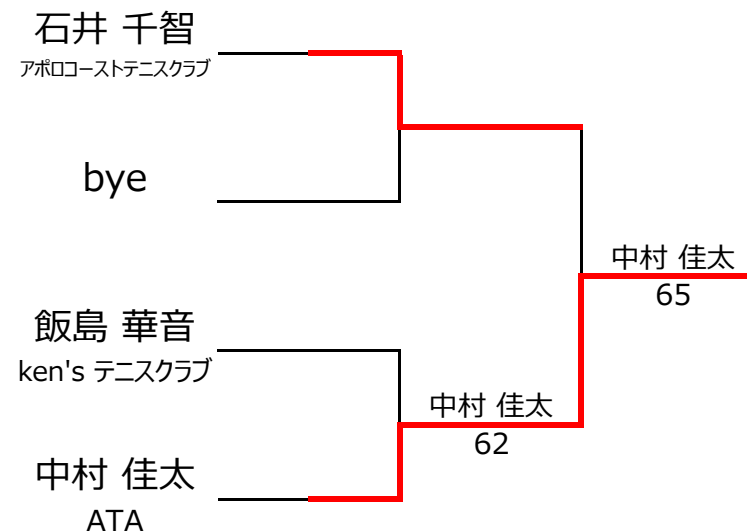 石井 千智
アポロコーストテニスクラブ
bye
中村 佳太
65
飯島 華音
ken's テニスクラブ
中村 佳太
62
中村 佳太
ATA